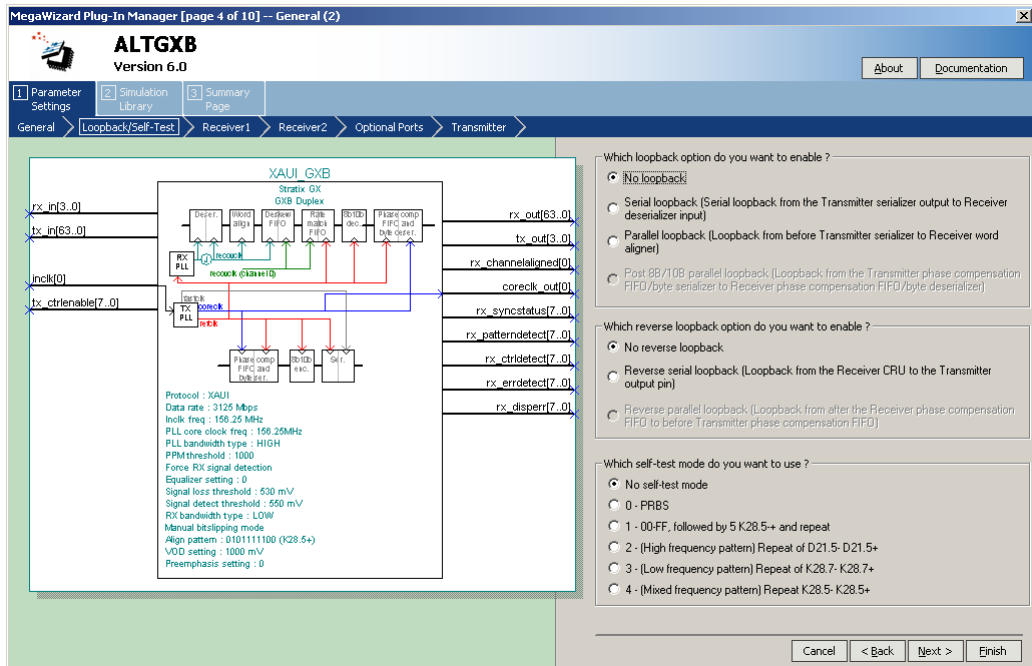 MegaWizard Plug-In Manager [page 4 of 10] -- General (2)
ALTGXB
Version 6.0
About
Documentation
1 Parameter Settings
2 Simulation Library
3 Summary Page
General
Loopback/Self-Test
Receiver1
Receiver2
Optional Ports
Transmitter
XAUI_GXB
Stratix GX
GXB Duplex
rx_in[3..0]
tx_in[63..0]
inclk[0]
tx_ctrlenable[7..0]
Deser.
Word align
Deskew FIFO
Rate match FIFO
8b10b dec.
Phase comp FIFO and byte deser.
RX PLL
recovclk
recovclk (channel 0)
fastclk
TX PLL
coreclk
refclk
Phase comp FIFO and byte ser.
8b10b enc.
Ser.
rx_out[63..0]
tx_out[3..0]
rx_channelaligned[0]
coreclk_out[0]
rx_syncstatus[7..0]
rx_patterndetect[7..0]
rx_ctrldetect[7..0]
rx_errdetect[7..0]
rx_disperr[7..0]
Protocol : XAUI
Data rate : 3125 Mbps
Inclk freq : 156.25 MHz
PLL core clock freq : 156.25MHz
PLL bandwidth type : HIGH
PPM threshold : 1000
Force RX signal detection
Equalizer setting : 0
Signal loss threshold : 530 mV
Signal detect threshold : 550 mV
RX bandwidth type : LOW
Manual bitslipping mode
Align pattern : 0101111100 (K28.5+)
VOD setting : 1000 mV
Preemphasis setting : 0
Which loopback option do you want to enable ?
No loopback
Serial loopback (Serial loopback from the Transmitter serializer output to Receiver
deserializer input)
Parallel loopback (Loopback from before Transmitter serializer to Receiver word
aligner)
Post 8B/10B parallel loopback (Loopback from the Transmitter phase compensation
FIFO/byte serializer to Receiver phase compensation FIFO/byte deserializer)
Which reverse loopback option do you want to enable ?
No reverse loopback
Reverse serial loopback (Loopback from the Receiver CRU to the Transmitter
output pin)
Reverse parallel loopback (Loopback from after the Receiver phase compensation
FIFO to before Transmitter phase compensation FIFO)
Which self-test mode do you want to use ?
No self-test mode
0 - PRBS
1 - 00-FF, followed by 5 K28.5-+ and repeat
2 - (High frequency pattern) Repeat of D21.5- D21.5+
3 - (Low frequency pattern) Repeat of K28.7- K28.7+
4 - (Mixed frequency pattern) Repeat K28.5- K28.5+
Cancel
< Back
Next >
Finish